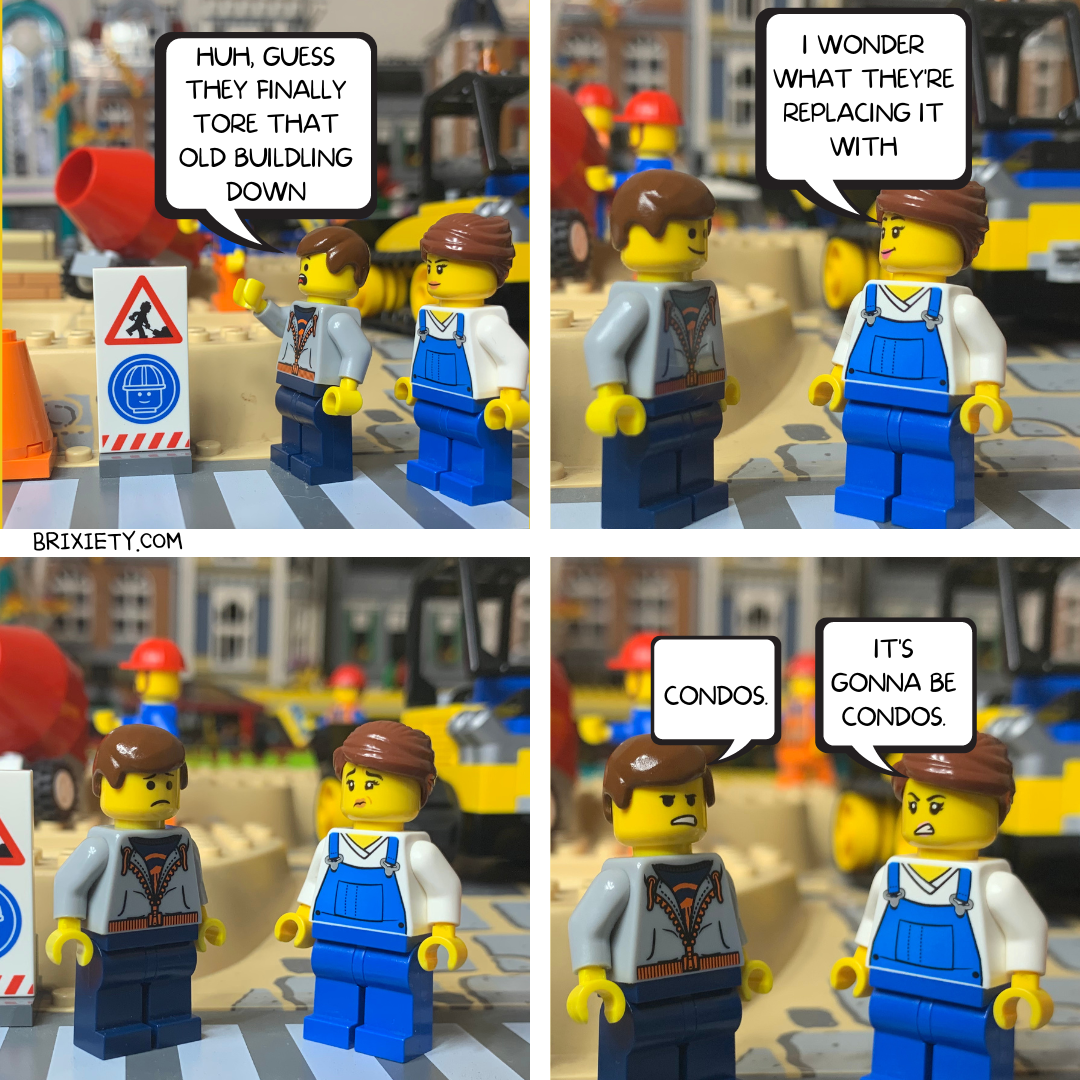 HUH, GUESS
THEY FINALLY
TORE THAT
OLD BUILDLING
DOWN
I WONDER
WHAT THEY'RE
REPLACING IT
WITH
BRIXIETY.COM
CONDOS.
IT'S
GONNA BE
CONDOS.